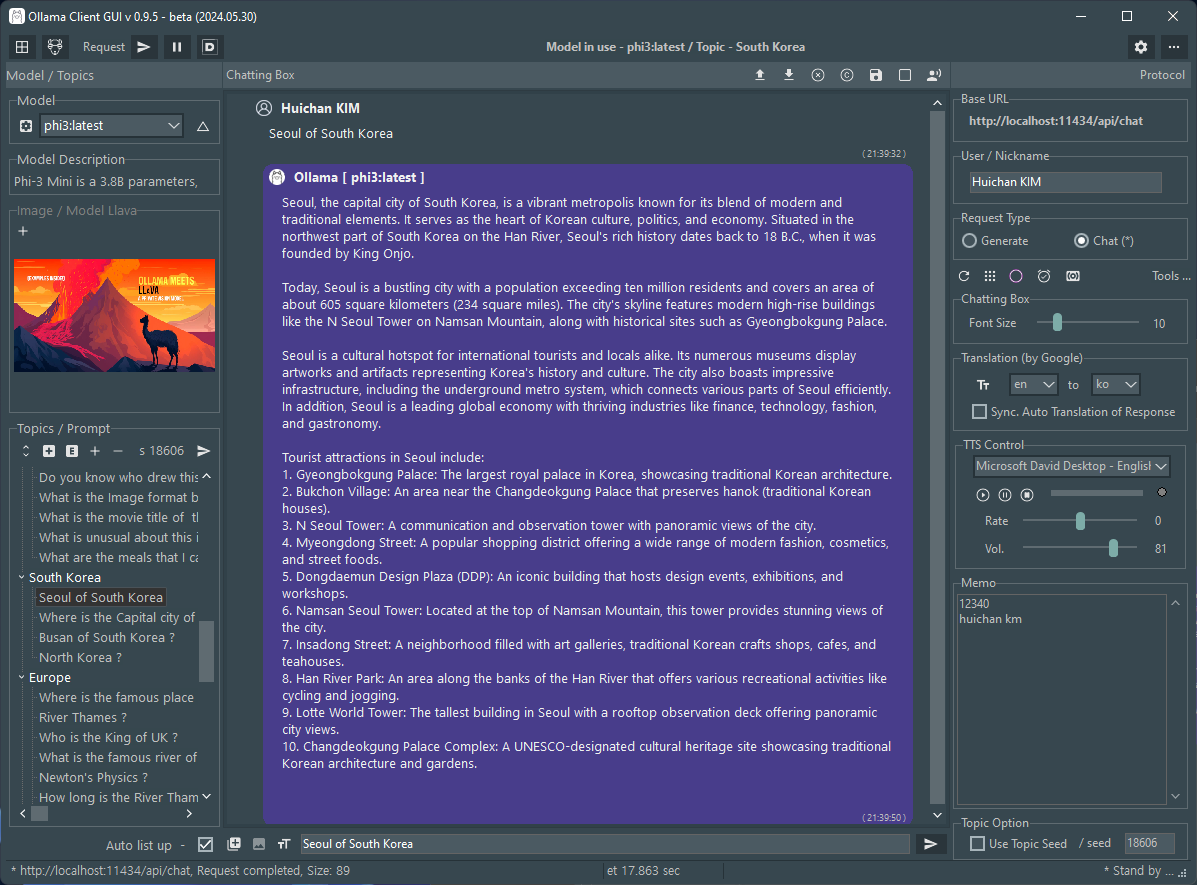 Ollama Client GUI v 0.9.5 - beta (2024.05.30)
Request
D
Model in use - phi3:latest / Topic - South Korea
Model / Topics
Chatting Box
Protocol
Model
phi3:latest
Model Description
Phi-3 Mini is a 3.8B parameters,
Image / Model Llava
(EXAMPLES INSIDE!)
OLLAMA MEETS
LLaVA
Topics / Prompt
E
s 18606
Do you know who drew this
What is the Image format b
What is the movie title of th
What is unusual about this i
What are the meals that I ca
South Korea
Seoul of South Korea
Where is the Capital city of
Busan of South Korea ?
North Korea ?
Europe
Where is the famous place
River Thames ?
Who is the King of UK ?
What is the famous river of
Newton's Physics ?
How long is the River Tham
Huichan KIM
Seoul of South Korea
( 21:39:32 )
Ollama [ phi3:latest ]
Seoul, the capital city of South Korea, is a vibrant metropolis known for its blend of modern and
traditional elements. It serves as the heart of Korean culture, politics, and economy. Situated in the
northwest part of South Korea on the Han River, Seoul's rich history dates back to 18 B.C., when it was
founded by King Onjo.
Today, Seoul is a bustling city with a population exceeding ten million residents and covers an area of
about 605 square kilometers (234 square miles). The city's skyline features modern high-rise buildings
like the N Seoul Tower on Namsan Mountain, along with historical sites such as Gyeongbokgung Palace.
Seoul is a cultural hotspot for international tourists and locals alike. Its numerous museums display
artworks and artifacts representing Korea's history and culture. The city also boasts impressive
infrastructure, including the underground metro system, which connects various parts of Seoul efficiently.
In addition, Seoul is a leading global economy with thriving industries like finance, technology, fashion,
and gastronomy.
Tourist attractions in Seoul include:
1. Gyeongbokgung Palace: The largest royal palace in Korea, showcasing traditional Korean architecture.
2. Bukchon Village: An area near the Changdeokgung Palace that preserves hanok (traditional Korean
houses).
3. N Seoul Tower: A communication and observation tower with panoramic views of the city.
4. Myeongdong Street: A popular shopping district offering a wide range of modern fashion, cosmetics,
and street foods.
5. Dongdaemun Design Plaza (DDP): An iconic building that hosts design events, exhibitions, and
workshops.
6. Namsan Seoul Tower: Located at the top of Namsan Mountain, this tower provides stunning views of
the city.
7. Insadong Street: A neighborhood filled with art galleries, traditional Korean crafts shops, cafes, and
teahouses.
8. Han River Park: An area along the banks of the Han River that offers various recreational activities like
cycling and jogging.
9. Lotte World Tower: The tallest building in Seoul with a rooftop observation deck offering panoramic
city views.
10. Changdeokgung Palace Complex: A UNESCO-designated cultural heritage site showcasing traditional
Korean architecture and gardens.
( 21:39:50 )
Base URL
http://localhost:11434/api/chat
User / Nickname
Huichan KIM
Request Type
Generate
Chat (*)
Tools ...
Chatting Box
Font Size
10
Translation (by Google)
en
to
ko
Sync. Auto Translation of Response
TTS Control
Microsoft David Desktop - English
Rate
0
Vol.
81
Memo
12340
huichan km
Topic Option
Use Topic Seed
/ seed
18606
Auto list up -
Seoul of South Korea
* http://localhost:11434/api/chat, Request completed, Size: 89
et 17.863 sec
* Stand by ...